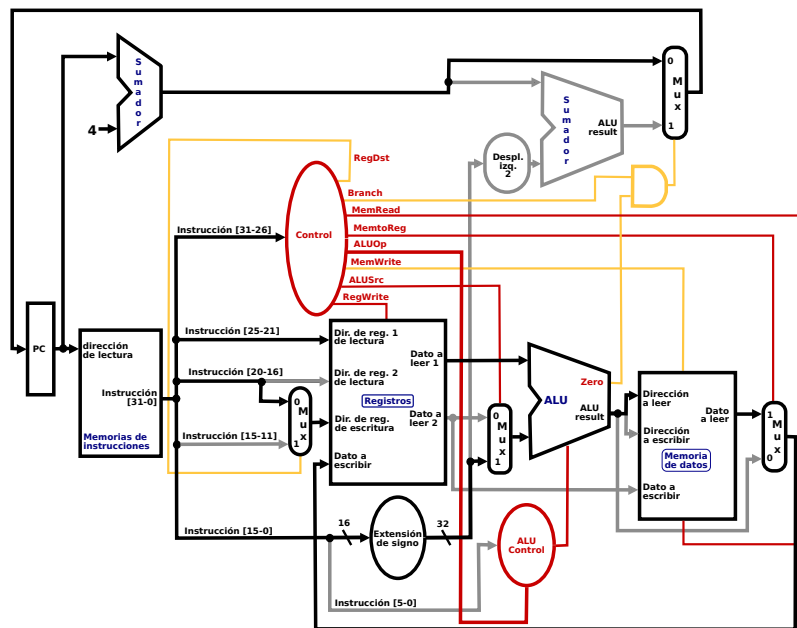 Sumador
4
Sumador
ALU
result
0
Mux
1
Despl.
izq.
2
RegDst
Branch
MemRead
MemtoReg
ALUOp
MemWrite
ALUSrc
RegWrite
Control
Instrucción [31-26]
PC
dirección
de lectura
Instrucción
[31-0]
Memorias de
instrucciones
Instrucción [25-21]
Instrucción [20-16]
Instrucción [15-11]
0
Mux
1
Dir. de reg. 1
de lectura
Dir. de reg. 2
de lectura
Dir. de reg.
de escritura
Dato a
escribir
Registros
Dato a
leer 1
Dato a
leer 2
0
Mux
1
Zero
ALU
ALU
result
Dirección
a leer
Dirección
a escribir
Dato a
escribir
Dato
a leer
Memoria
de datos
1
Mux
0
Instrucción [15-0]
16
Extensión
de signo
32
ALU
Control
Instrucción [5-0]